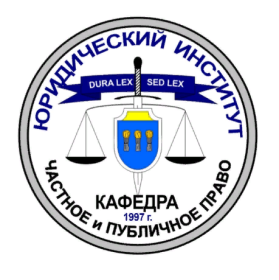 ЮРИДИЧЕСКИЙ ИНСТИТУТ
DURA LEX SED LEX
КАФЕДРА
1997 г.
ЧАСТНОЕ и ПУБЛИЧНОЕ ПРАВО